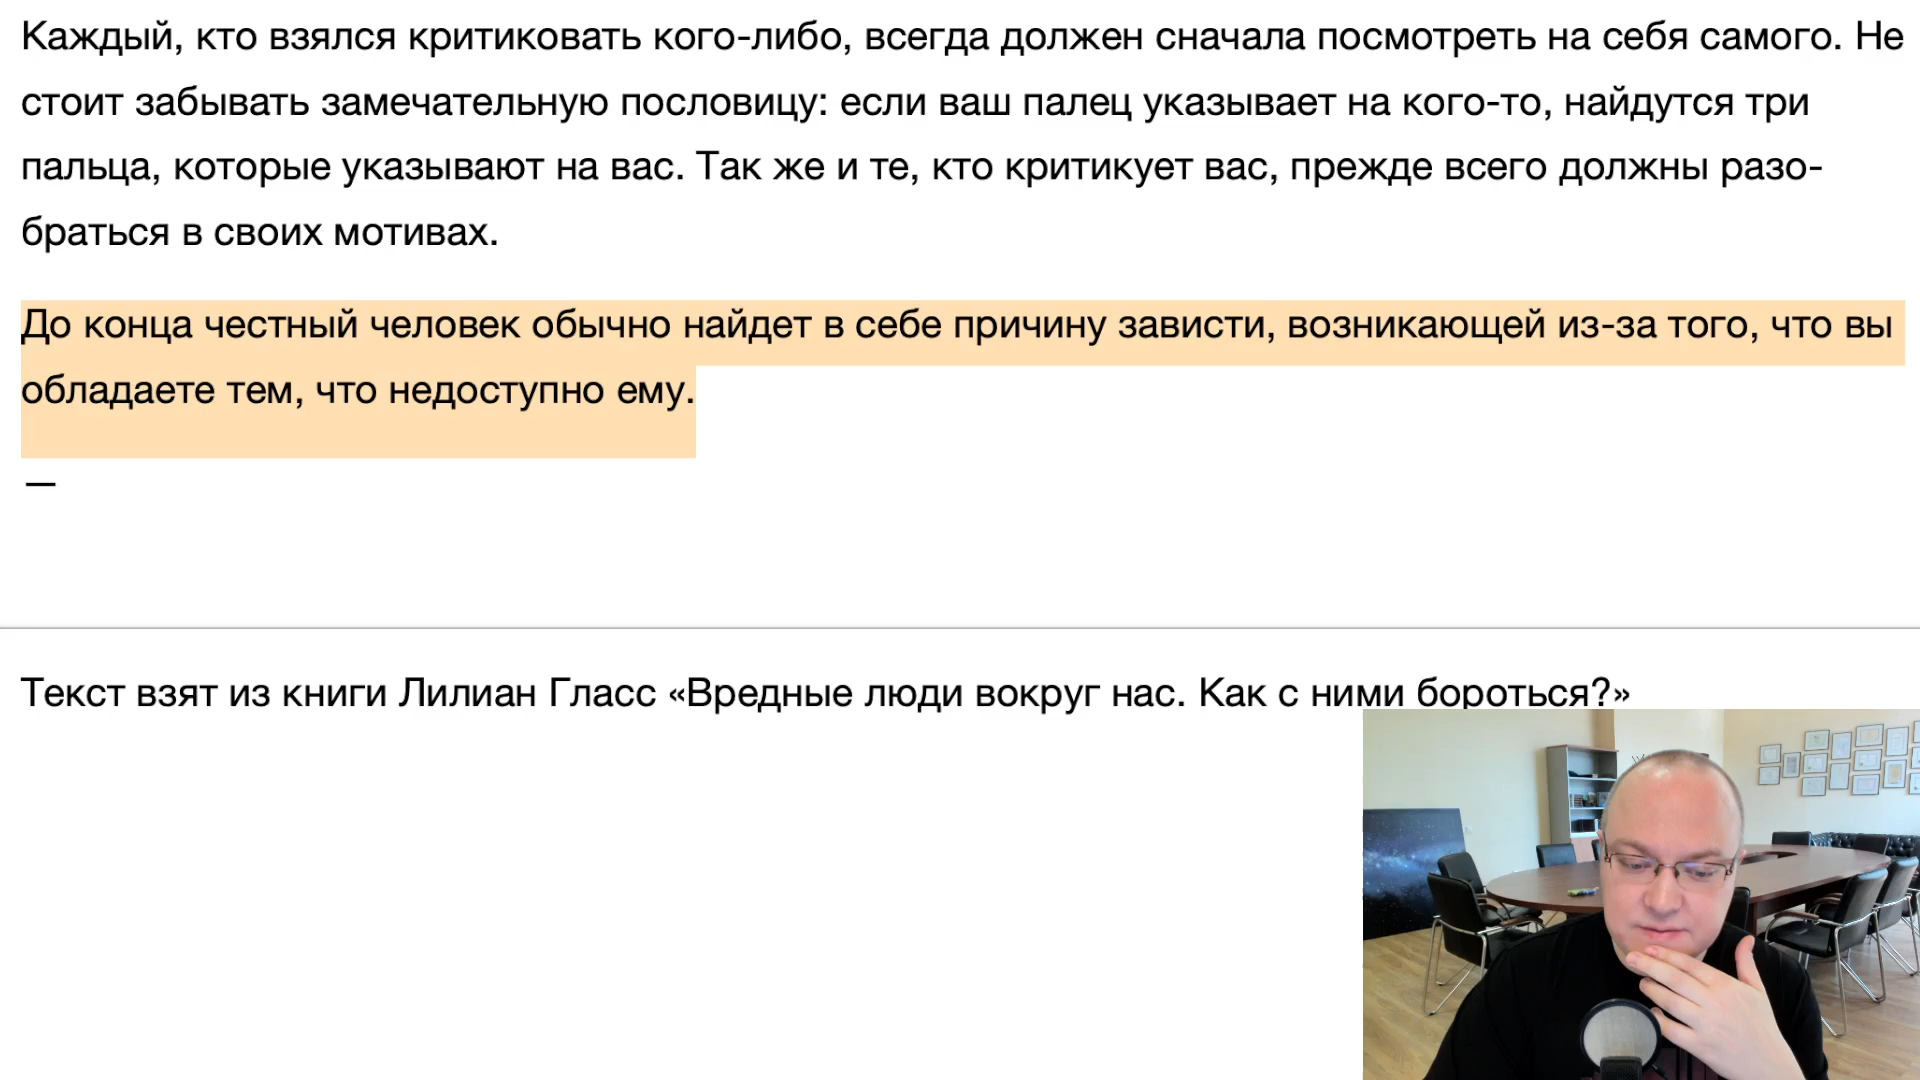 Каждый, кто взялся критиковать кого-либо, всегда должен сначала посмотреть на себя самого. Не
стоит забывать замечательную пословицу: если ваш палец указывает на кого-то, найдутся три
пальца, которые указывают на вас. Так же и те, кто критикует вас, прежде всего должны разо-
браться в своих мотивах.
До конца честный человек обычно найдет в себе причину зависти, возникающей из-за того, что вы
обладаете тем, что недоступно ему.
—
Текст взят из книги Лилиан Гласс «Вредные люди вокруг нас. Как с ними бороться?»